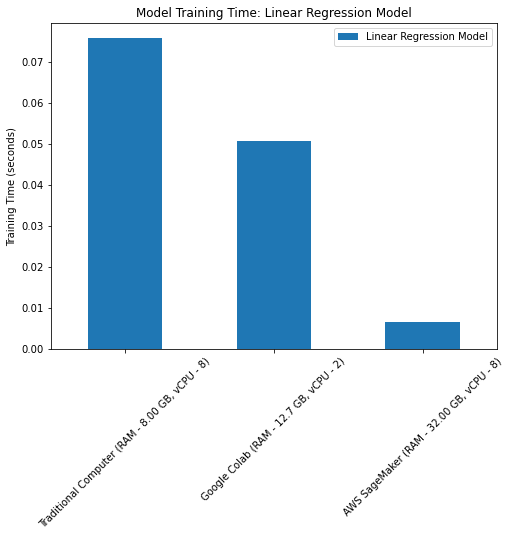 Model Training Time: Linear Regression Model
Linear Regression Model
Training Time (seconds)
0.07
0.06
0.05
0.04
0.03
0.02
0.01
0.00
Traditional Computer (RAM - 8.00 GB, vCPU - 8)
Google Colab (RAM - 12.7 GB, vCPU - 2)
AWS SageMaker (RAM - 32.00 GB, vCPU - 8)